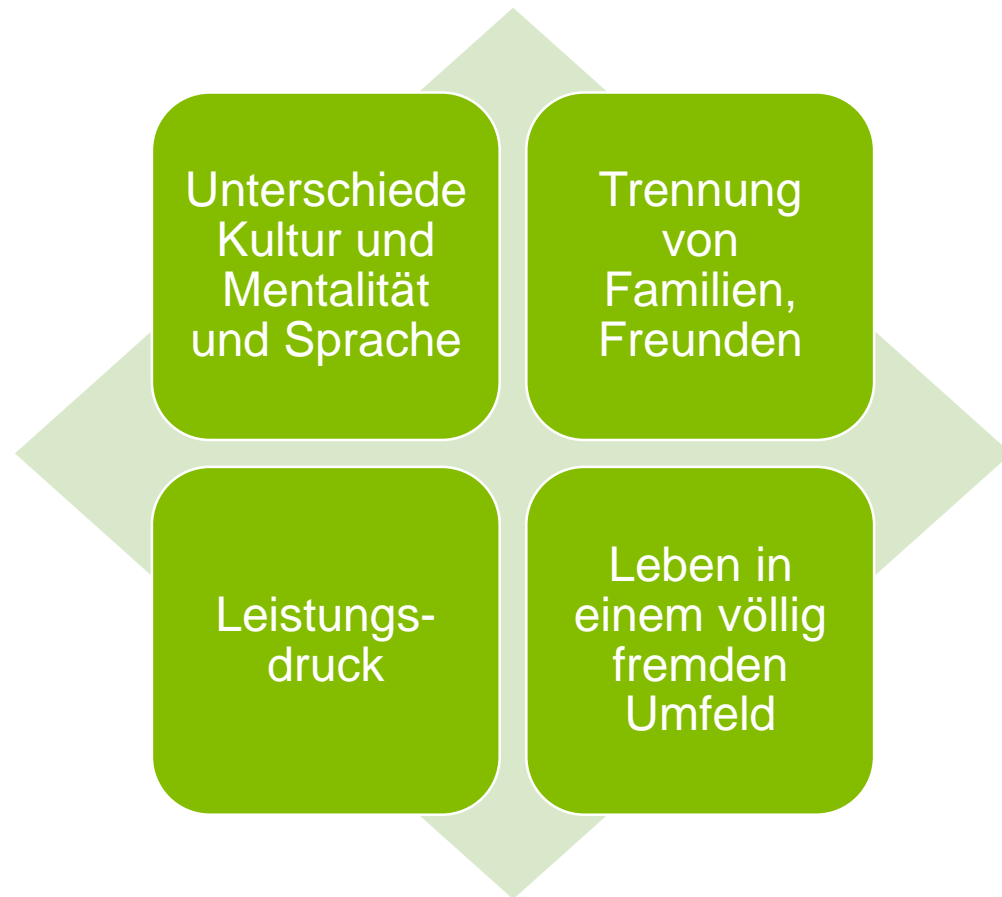 Unterschiede
Kultur und
Mentalität
und Sprache
Trennung
von
Familien,
Freunden
Leistungs-
druck
Leben in
einem völlig
fremden
Umfeld